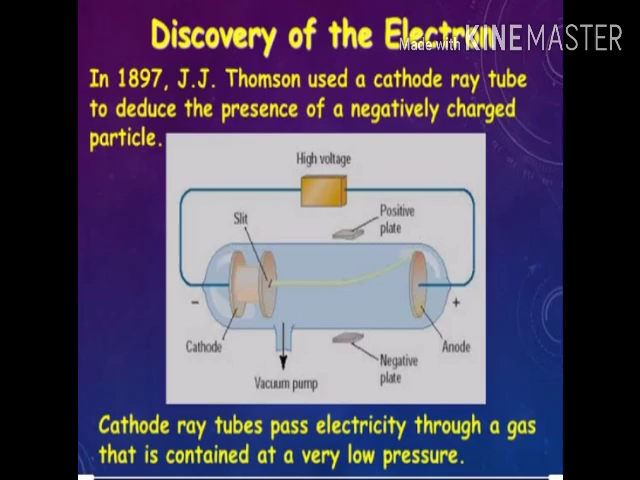 Discovery of the Electron
Made with KINEMASTER
In 1897, J.J. Thomson used a cathode ray tube
to deduce the presence of a negatively charged
particle.
High voltage
Slit
Positive
plate
−
+
Cathode
Anode
Vacuum pump
Negative
plate
Cathode ray tubes pass electricity through a gas
that is contained at a very low pressure.